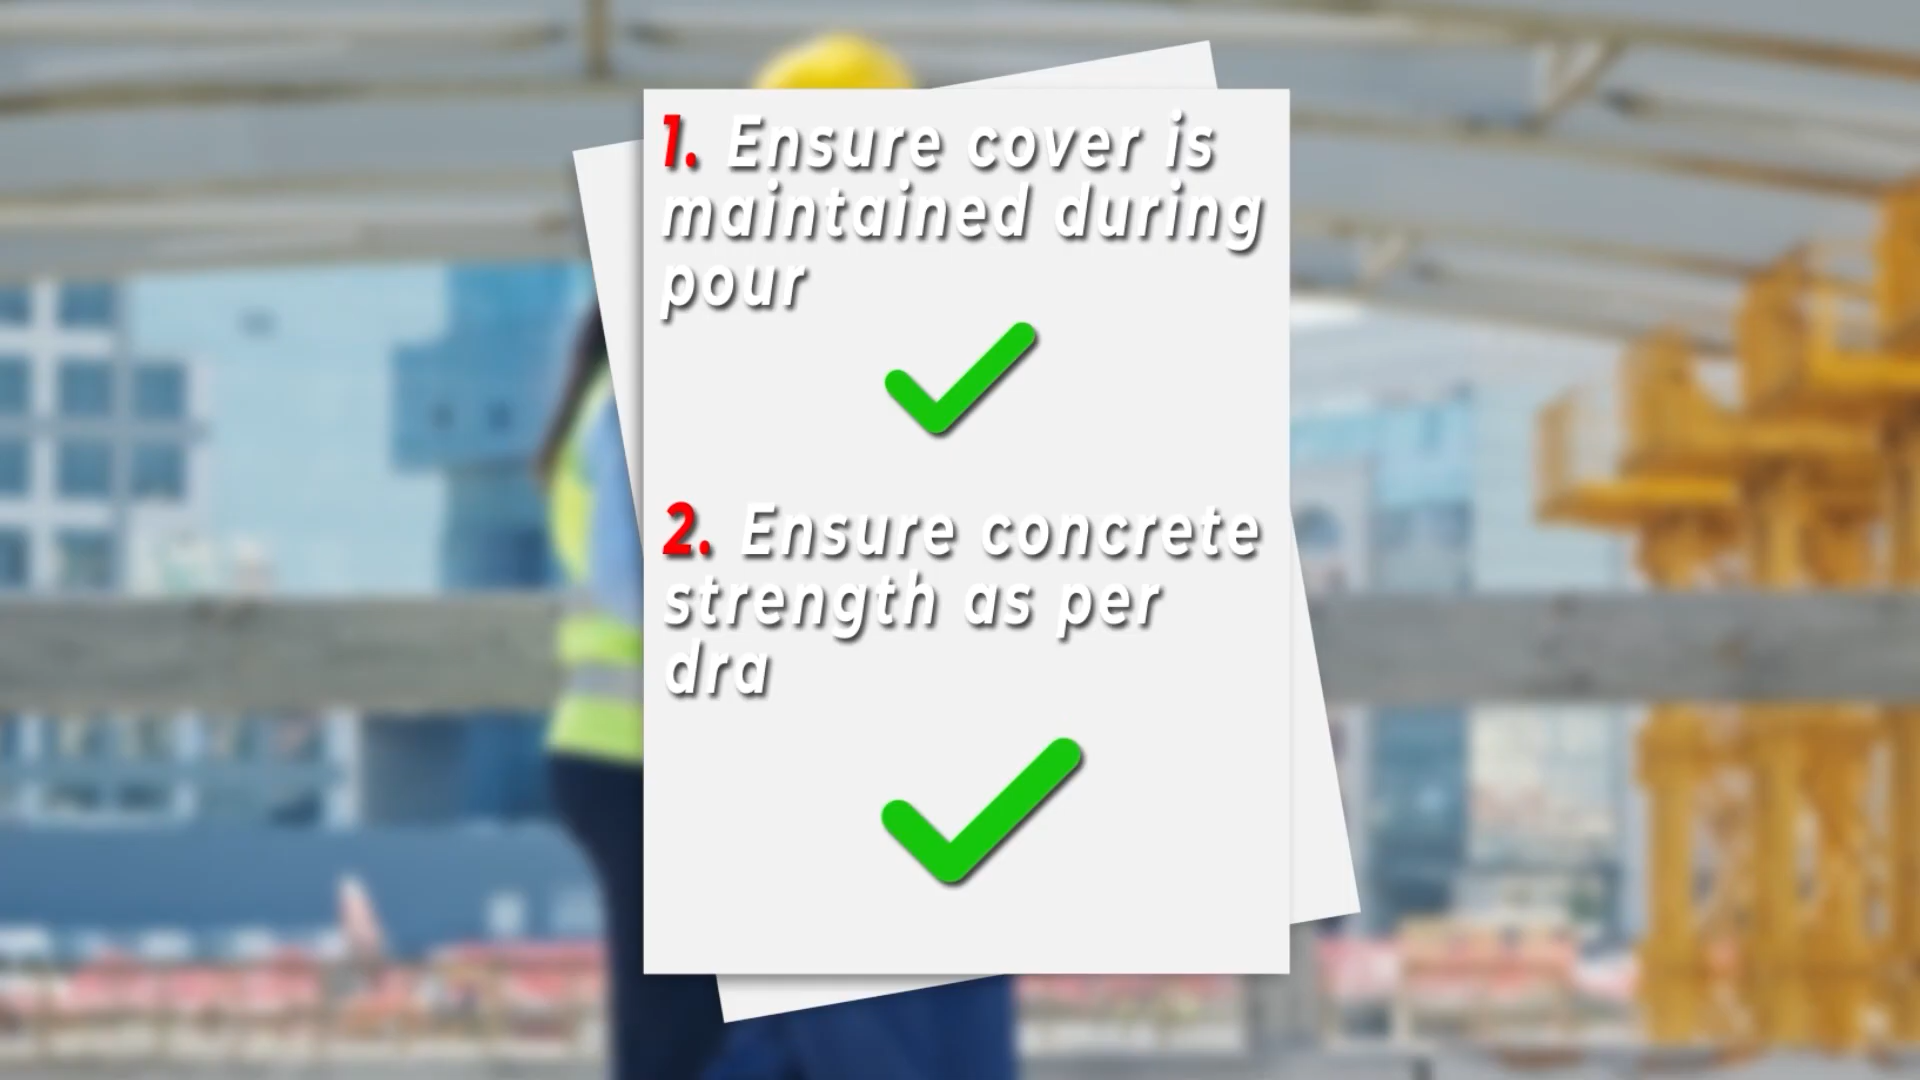 1. Ensure cover is
maintained during
pour
2. Ensure concrete
strength as per
dra